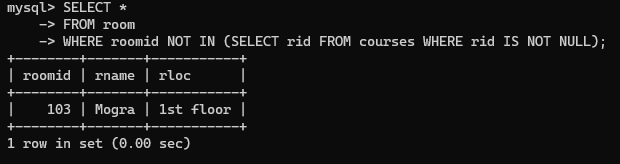 mysql> SELECT *
    -> FROM room
    -> WHERE roomid NOT IN (SELECT rid FROM courses WHERE rid IS NOT NULL);
+--------+-------+-----------+
| roomid | rname | rloc      |
+--------+-------+-----------+
|    103 | Mogra | 1st floor |
+--------+-------+-----------+
1 row in set (0.00 sec)